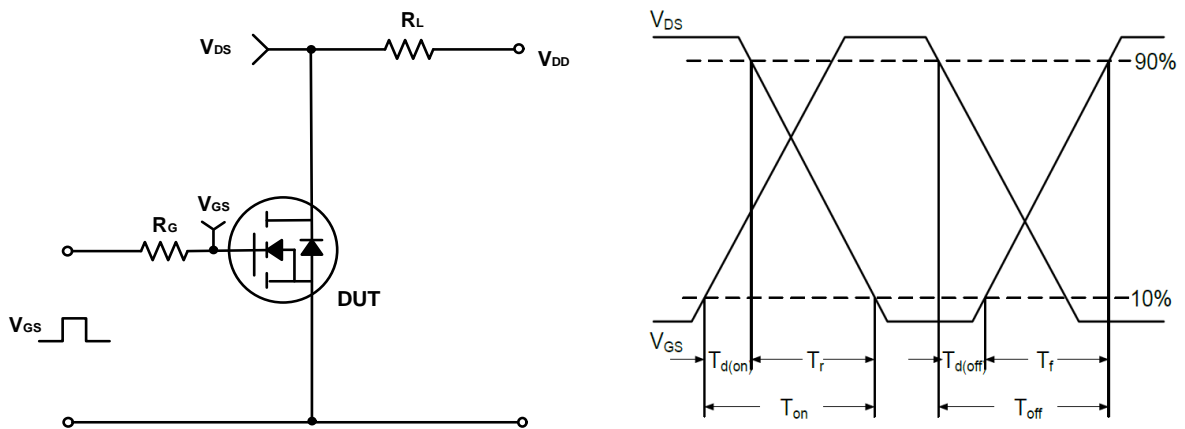 RL
VDS
VDD
VGS
RG
DUT
VGS
VDS
90%
10%
VGS
Td(on)
Tr
Td(off)
Tf
Ton
Toff